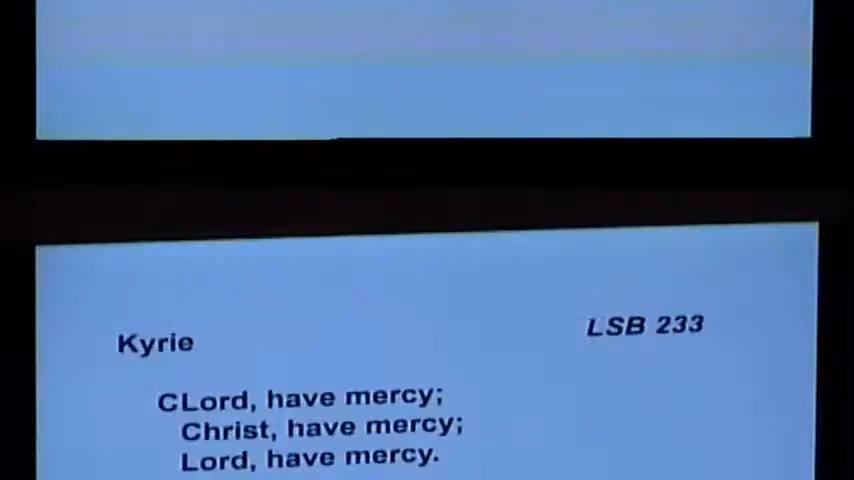 Kyrie LSB 233
CLord, have mercy;
Christ, have mercy;
Lord, have mercy.